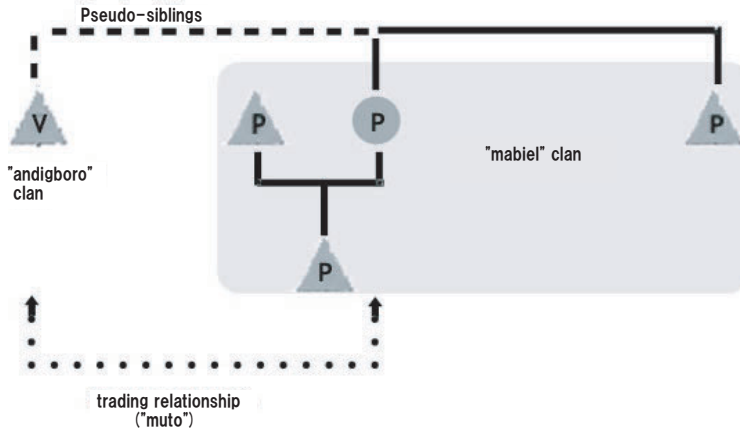 Pseudo-siblings
V
P
P
P
"andigboro"
clan
"mabiel" clan
P
trading relationship
("muto")